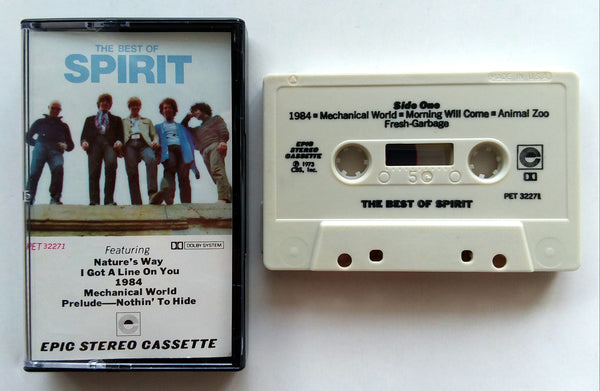 THE BEST OF
SPIRIT
PET 32271
Featuring
DOLBY SYSTEM
Nature's Way
I Got A Line On You
1984
Mechanical World
Prelude—Nothin' To Hide
e
EPIC STEREO CASSETTE
MADE IN U.S.A.
Side One
1984 ■ Mechanical World ■ Morning Will Come ■ Animal Zoo
Fresh-Garbage
EPIC
STEREO
CASSETTE
℗ 1973
CBS, Inc.
50
e
PET 32271
THE BEST OF SPIRIT